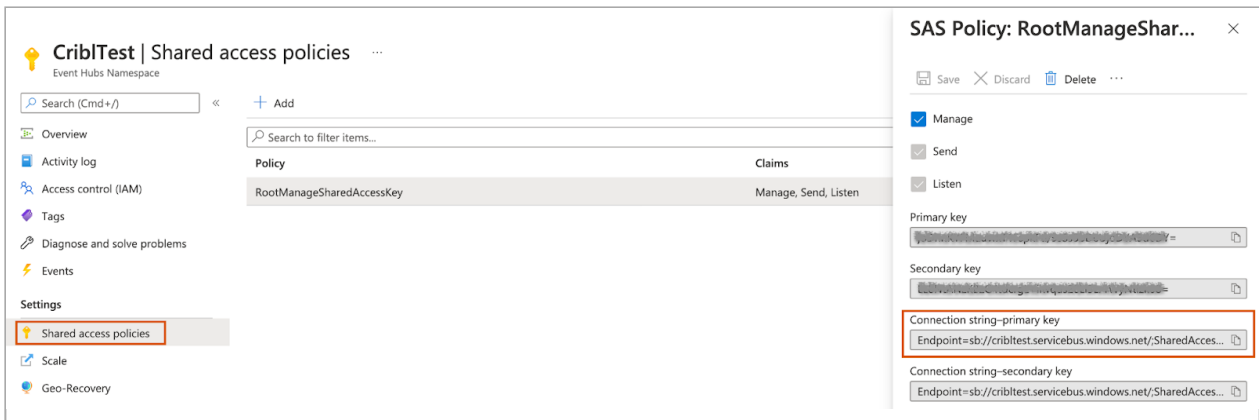 CriblTest | Shared access policies ...
Event Hubs Namespace
Search (Cmd+/)
«
Overview
Activity log
Access control (IAM)
Tags
Diagnose and solve problems
Events
Settings
Shared access policies
Scale
Geo-Recovery
+ Add
Search to filter items...
Policy Claims
RootManageSharedAccessKey Manage, Send, Listen
SAS Policy: RootManageShar...
Save Discard Delete ...
Manage
Send
Listen
Primary key
Secondary key
Connection string–primary key
Endpoint=sb://cribltest.servicebus.windows.net/;SharedAcces...
Connection string–secondary key
Endpoint=sb://cribltest.servicebus.windows.net/;SharedAcces...